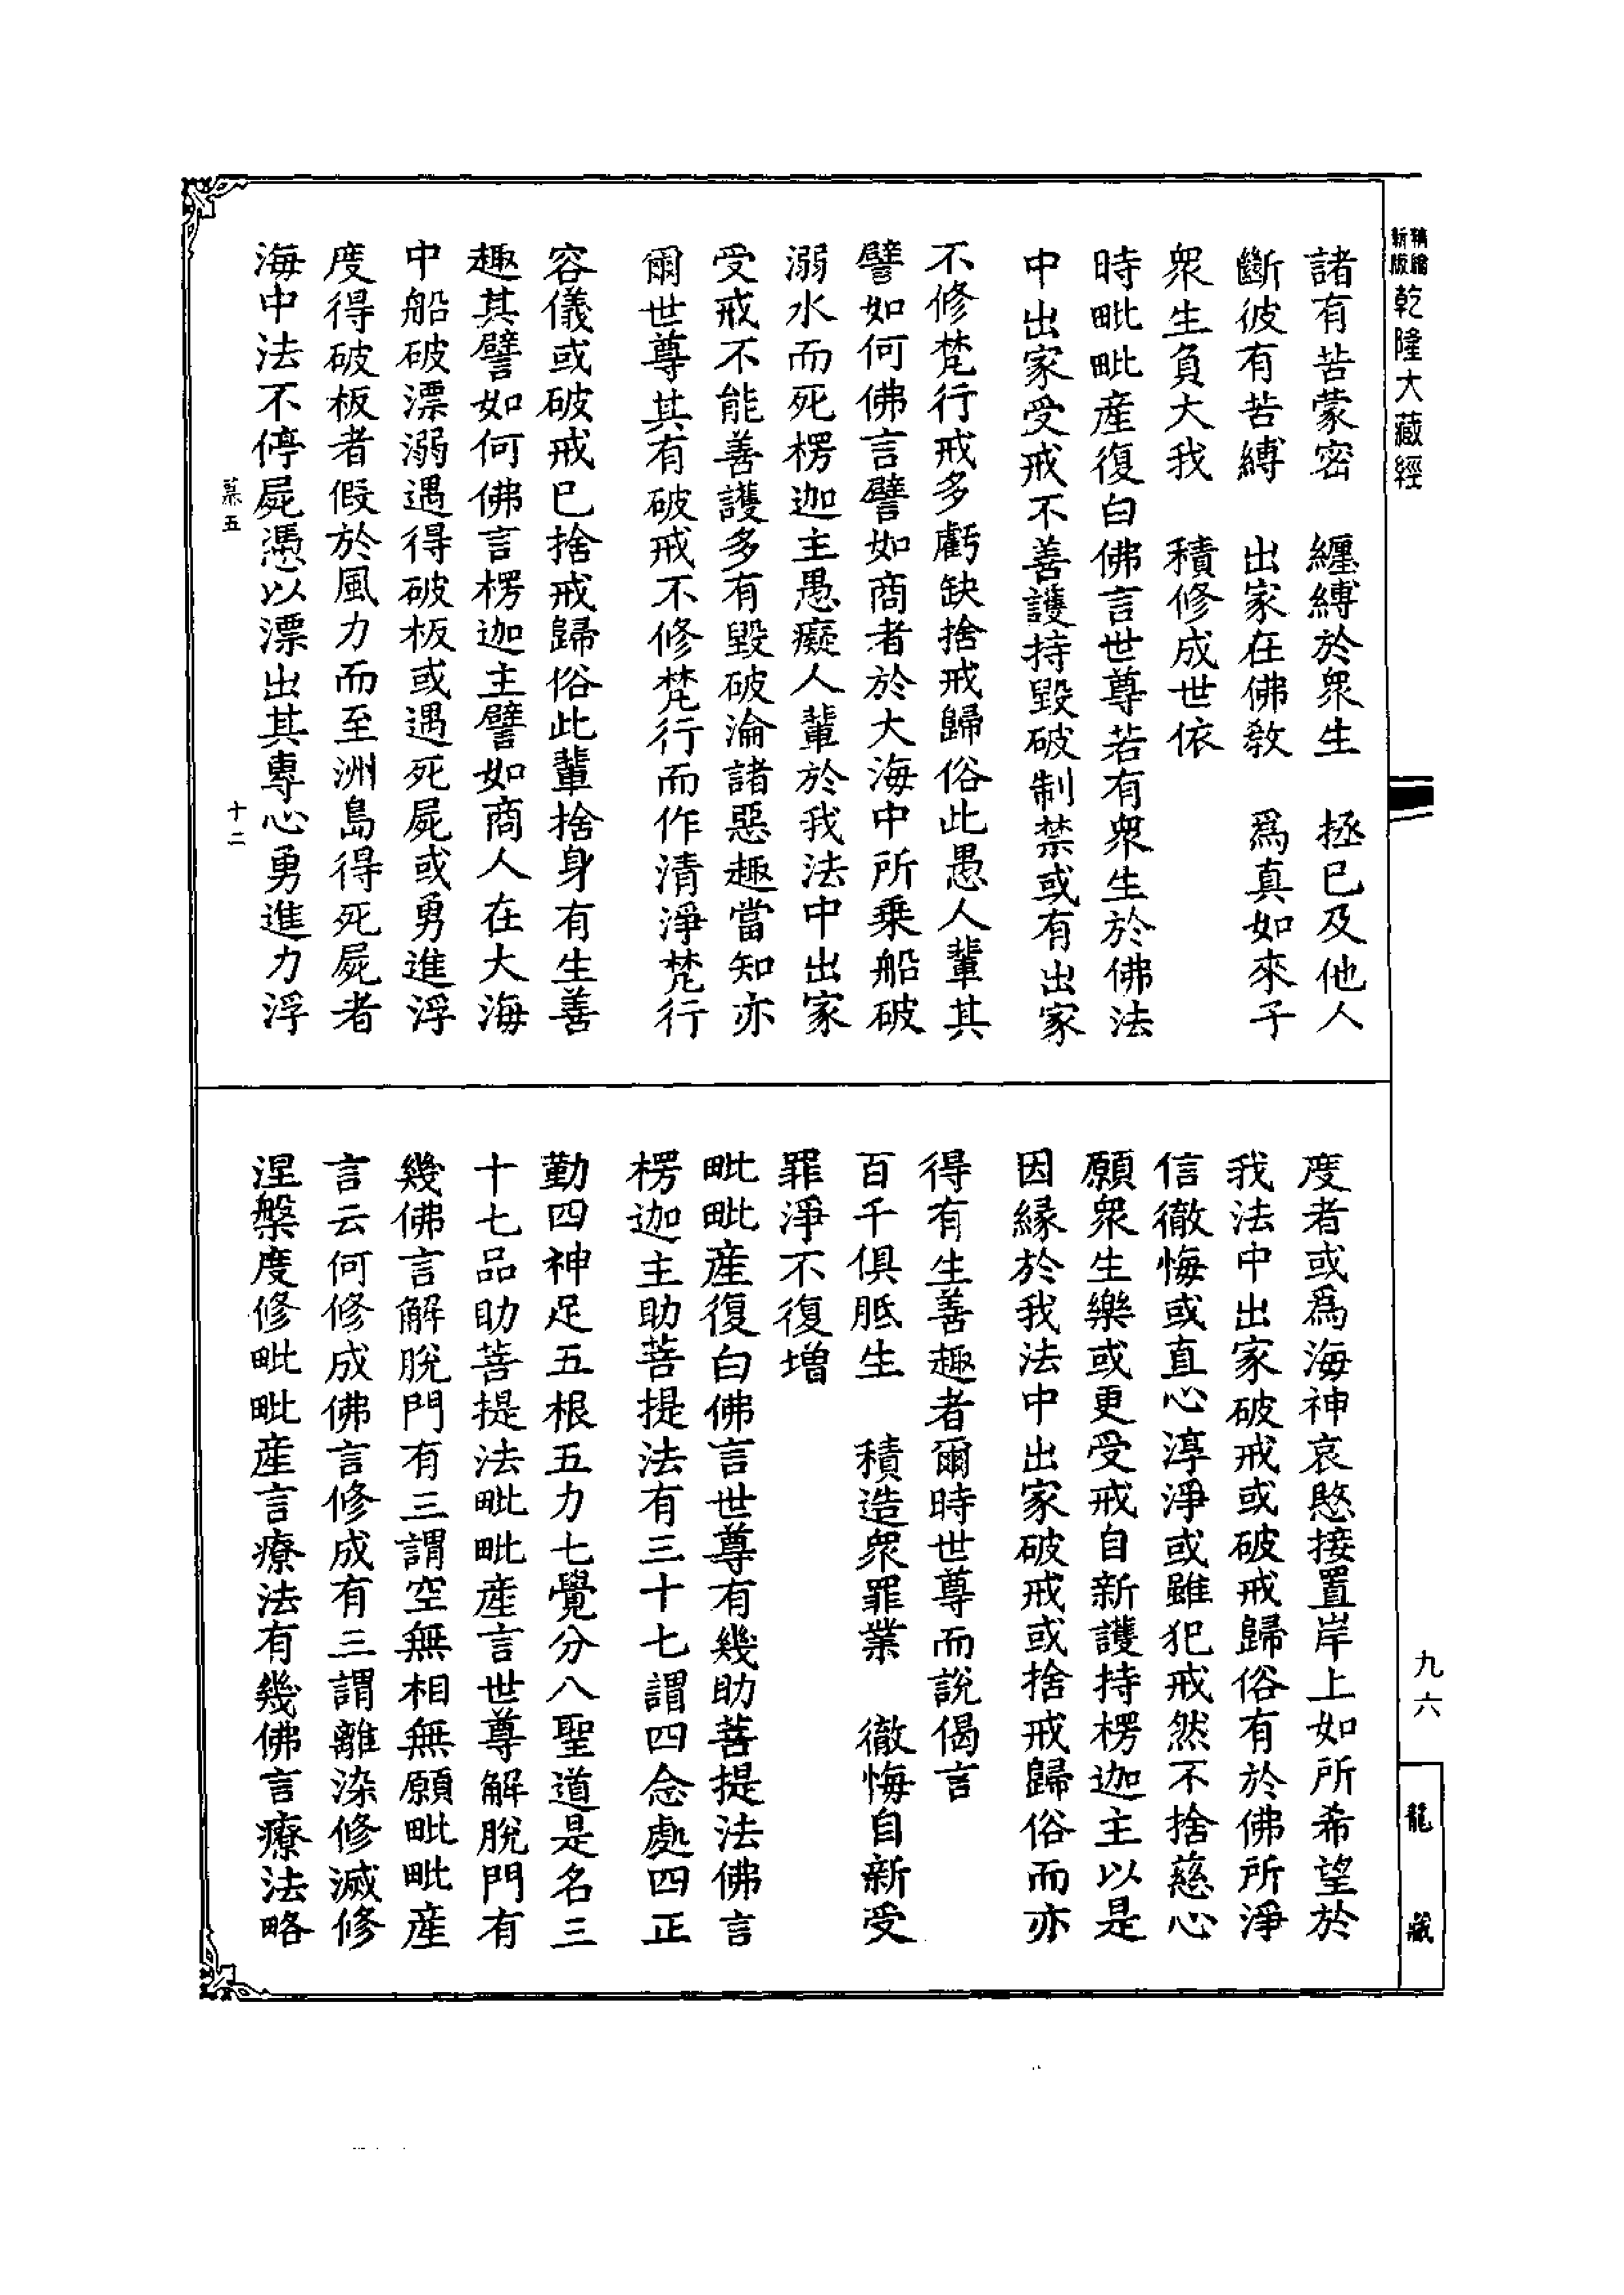 新版
精縮
乾隆大藏經
諸有苦蒙密　纏縛於衆生　拯已及他人
斷彼有苦縛　出家在佛教　爲真如來子
衆生負大我　積修成世依
時毗毗産復白佛言世尊若有衆生於佛法
中出家受戒不善護持毀破制禁或有出家
不修梵行戒多虧缺捨戒歸俗此愚人輩其
譬如何佛言譬如商者於大海中所乗船破
溺水而死楞迦主愚癡人輩於我法中出家
受戒不能善護多有毀破淪諸惡趣當知亦
爾世尊其有破戒不修梵行而作清淨梵行
容儀或破戒已捨戒歸俗此輩捨身有生善
趣其譬如何佛言楞迦主譬如商人在大海
中船破漂溺遇得破板或遇死屍或勇進浮
度得破板者假於風力而至洲島得死屍者
海中法不停屍憑以漂出其專心勇進力浮
慕五
十二
度者或爲海神哀愍接置岸上如所希望於
我法中出家破戒或破戒歸俗有於佛所淨
信徹悔或直心淳淨或雖犯戒然不捨慈心
願衆生樂或更受戒自新護持楞迦主以是
因緣於我法中出家破戒或捨戒歸俗而亦
得有生善趣者爾時世尊而說偈言
百千俱胝生　積造衆罪業　徹悔自新受
罪淨不復增
毗毗産復白佛言世尊有幾助菩提法佛言
楞迦主助菩提法有三十七謂四念處四正
勤四神足五根五力七覺分八聖道是名三
十七品助菩提法毗毗産言世尊解脫門有
幾佛言解脫門有三謂空無相無願毗毗産
言云何修成佛言修成有三謂離染修滅修
涅槃度修毗毗産言療法有幾佛言療法略
九六
龍藏